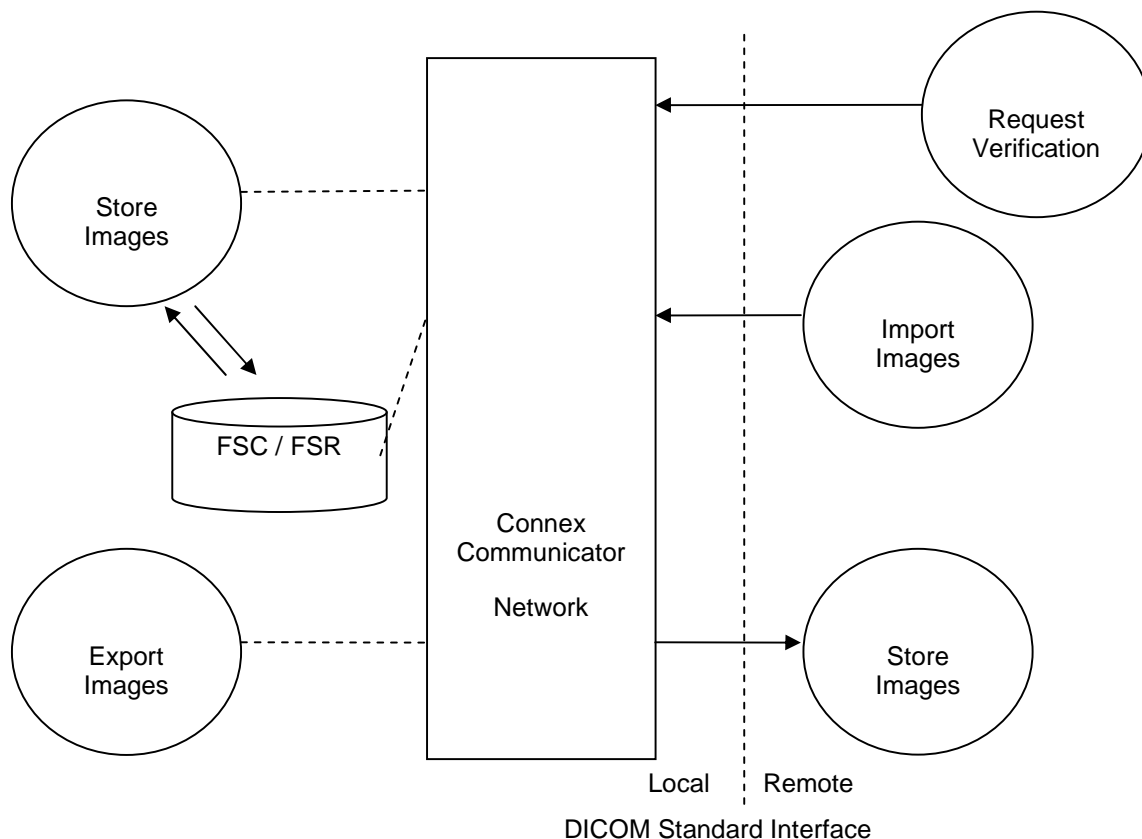 Request
Verification
Store
Images
Import
Images
FSC / FSR
Connex
Communicator
Network
Export
Images
Store
Images
Local
Remote
DICOM Standard Interface